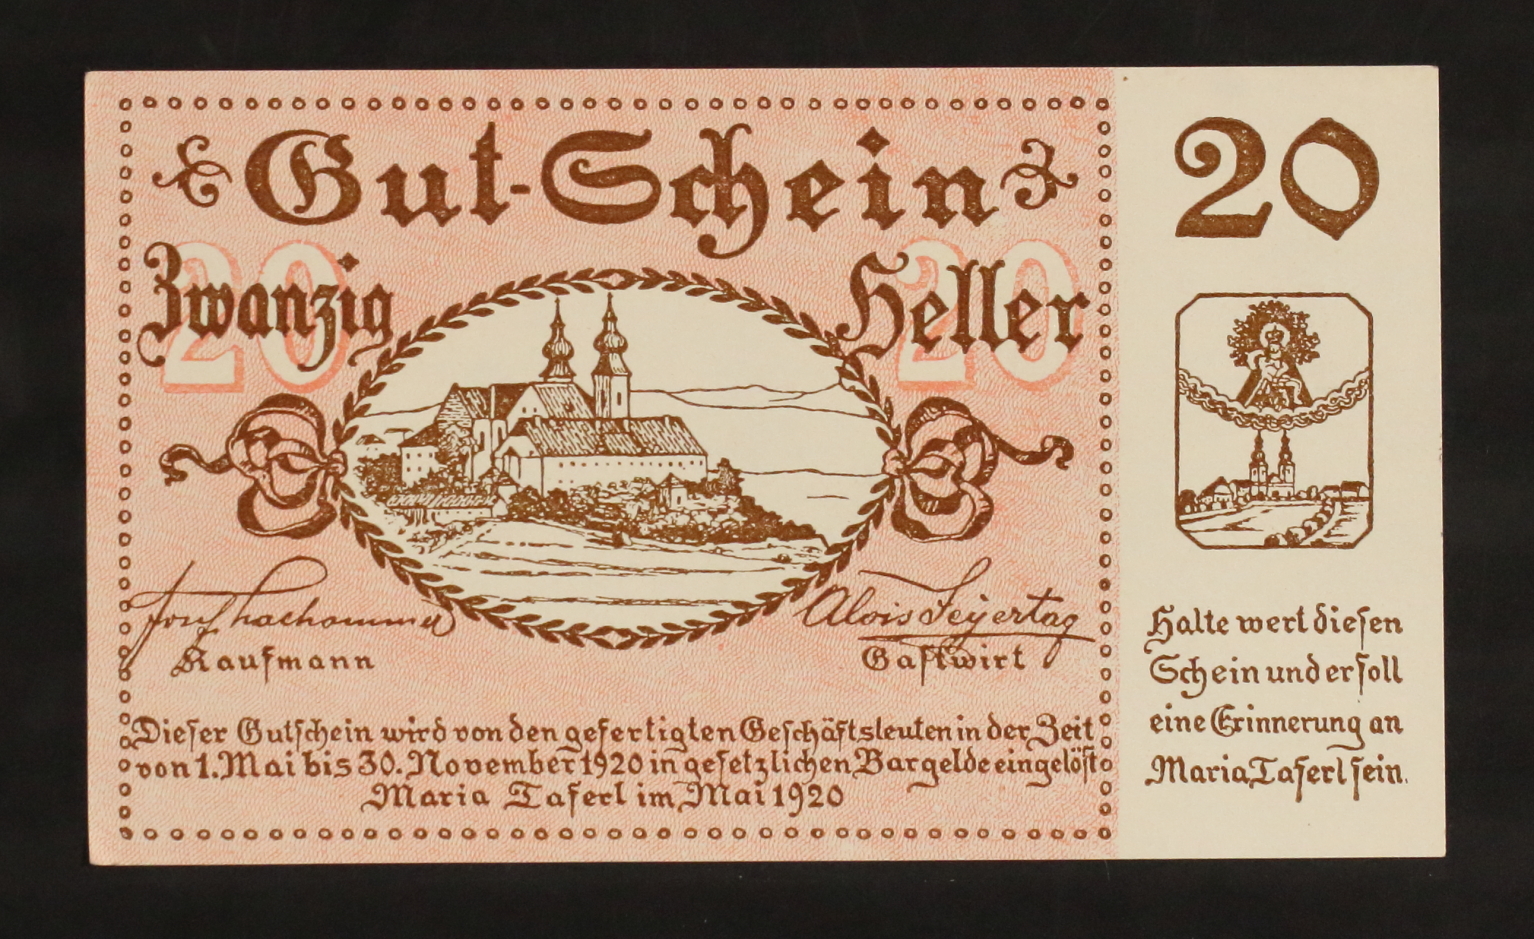 Gut-Schein
20
Zwanzig
20
Heller
20
Alois Feyertag
Kaufmann
Gastwirt
Dieser Gutschein wird von den gefertigten Geschäftsleuten in der Zeit
von 1. Mai bis 30. November 1920 in gesetzlichen Bargelde eingelöst
Maria Taferl im Mai 1920
Halte wert diesen
Schein und er soll
eine Erinnerung an
Maria Taferl sein.